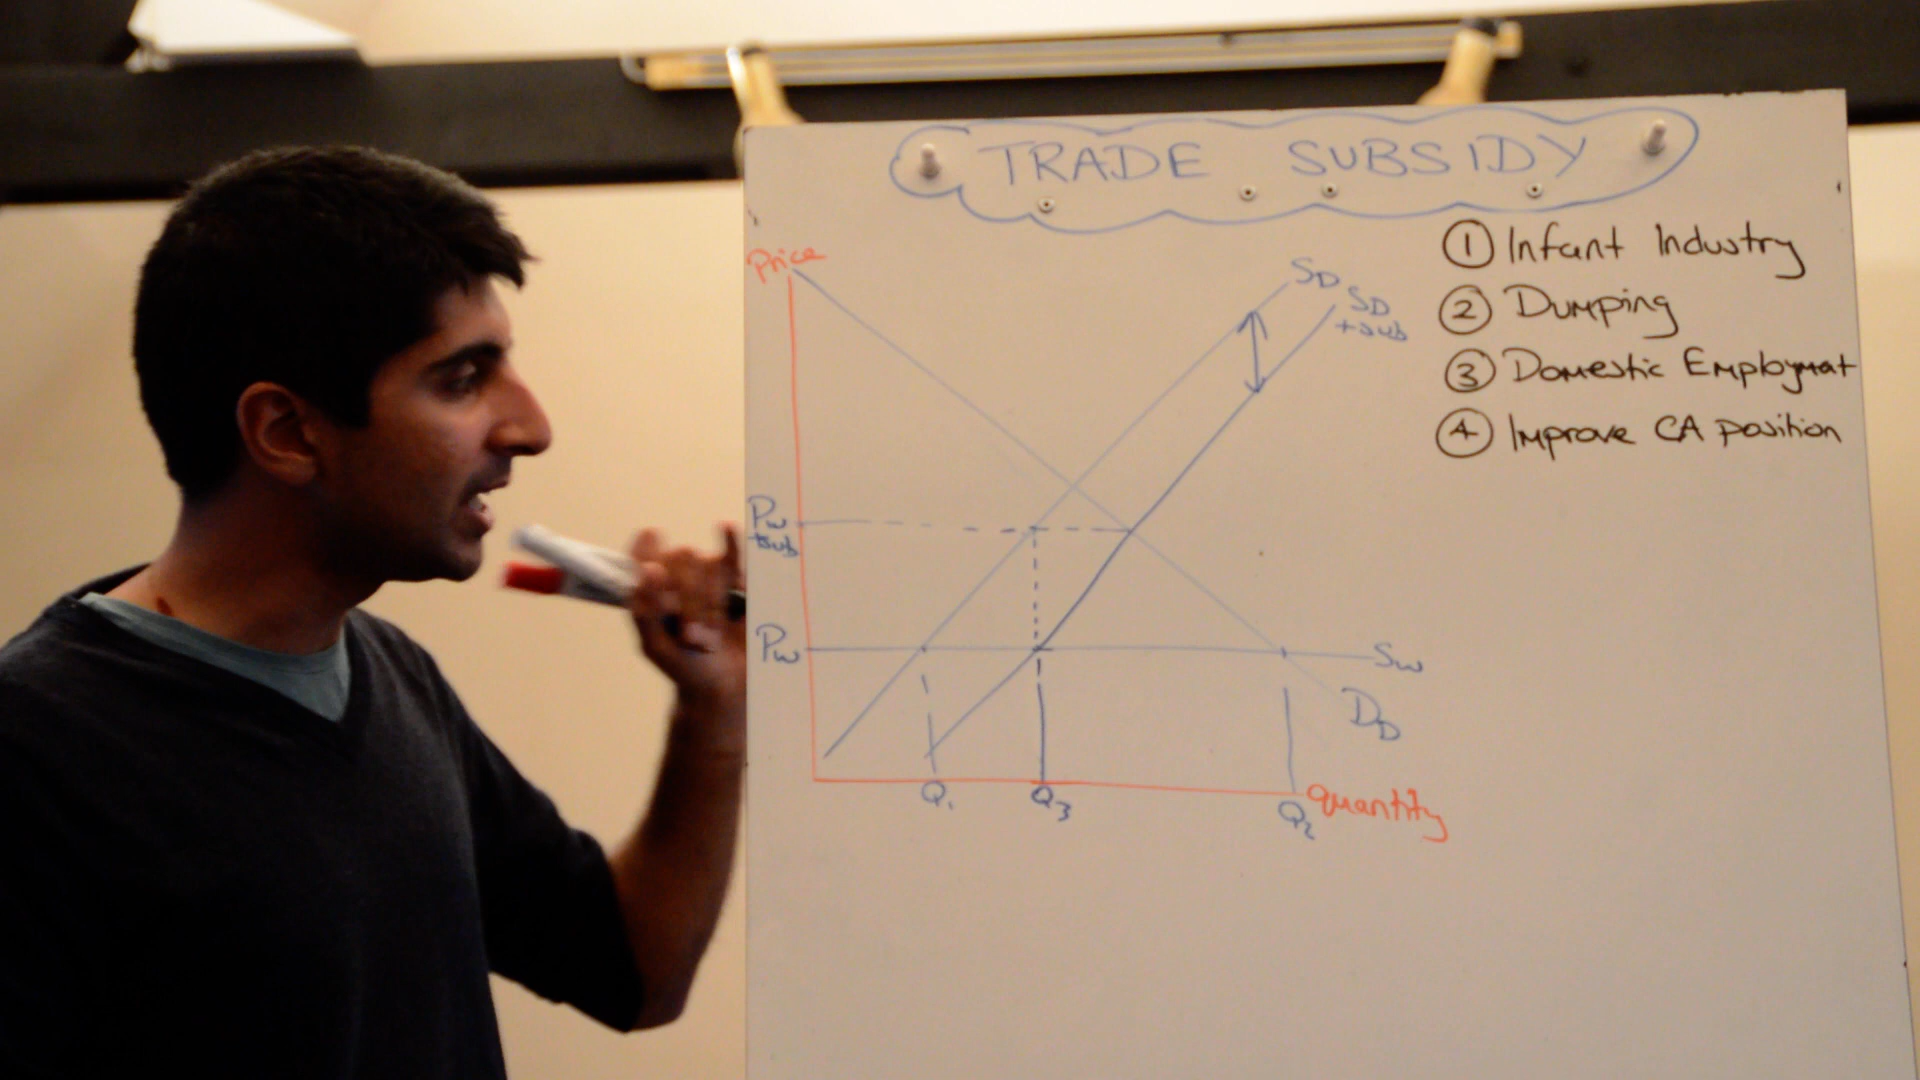 TRADE SUBSIDY
① Infant Industry
② Dumping
③ Domestic Employmat
④ Improve CA position
Price
SD
SD
+sub
Pw
+sub
Pw
Sw
DD
Q1
Q3
Q2
quantity